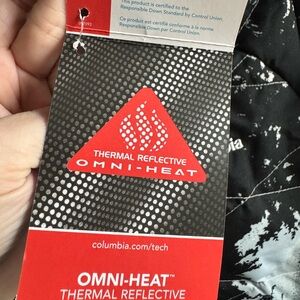 This product is certified to the
Responsible Down Standard by Control Union.
Ce produit est certifié conforme à la norme
Responsible Down par Control Union.
THERMAL REFLECTIVE
OMNI-HEAT
columbia.com/tech
OMNI-HEAT™
THERMAL REFLECTIVE